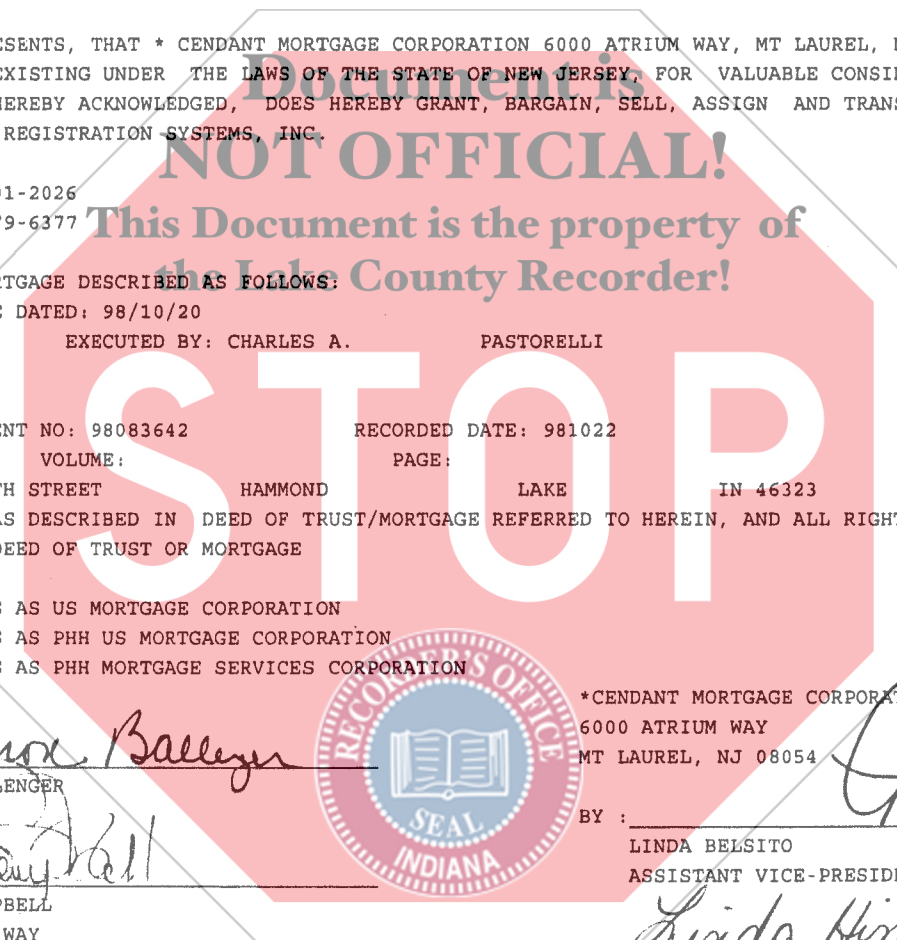 ESENTS, THAT * CENDANT MORTGAGE CORPORATION 6000 ATRIUM WAY, MT LAUREL,
EXISTING UNDER THE LAWS OF THE STATE OF NEW JERSEY, FOR VALUABLE CONSI
HEREBY ACKNOWLEDGED, DOES HEREBY GRANT, BARGAIN, SELL, ASSIGN AND TRANS
REGISTRATION SYSTEMS, INC.
Document is
NOT OFFICIAL!
This Document is the property of
the Lake County Recorder!
01-2026
79-6377
RTGAGE DESCRIBED AS FOLLOWS:
DATED: 98/10/20
EXECUTED BY: CHARLES A. PASTORELLI
STOP
ENT NO: 98083642 RECORDED DATE: 981022
VOLUME: PAGE:
TH STREET HAMMOND LAKE IN 46323
AS DESCRIBED IN DEED OF TRUST/MORTGAGE REFERRED TO HEREIN, AND ALL RIGHT
DEED OF TRUST OR MORTGAGE
AS US MORTGAGE CORPORATION
AS PHH US MORTGAGE CORPORATION
AS PHH MORTGAGE SERVICES CORPORATION
RECORDER'S OFFICE
SEAL
INDIANA
*CENDANT MORTGAGE CORPORAT
6000 ATRIUM WAY
MT LAUREL, NJ 08054
Ballenger
LENGER
BY :
LINDA BELSITO
ASSISTANT VICE-PRESIDE
PBELL
WAY
Linda